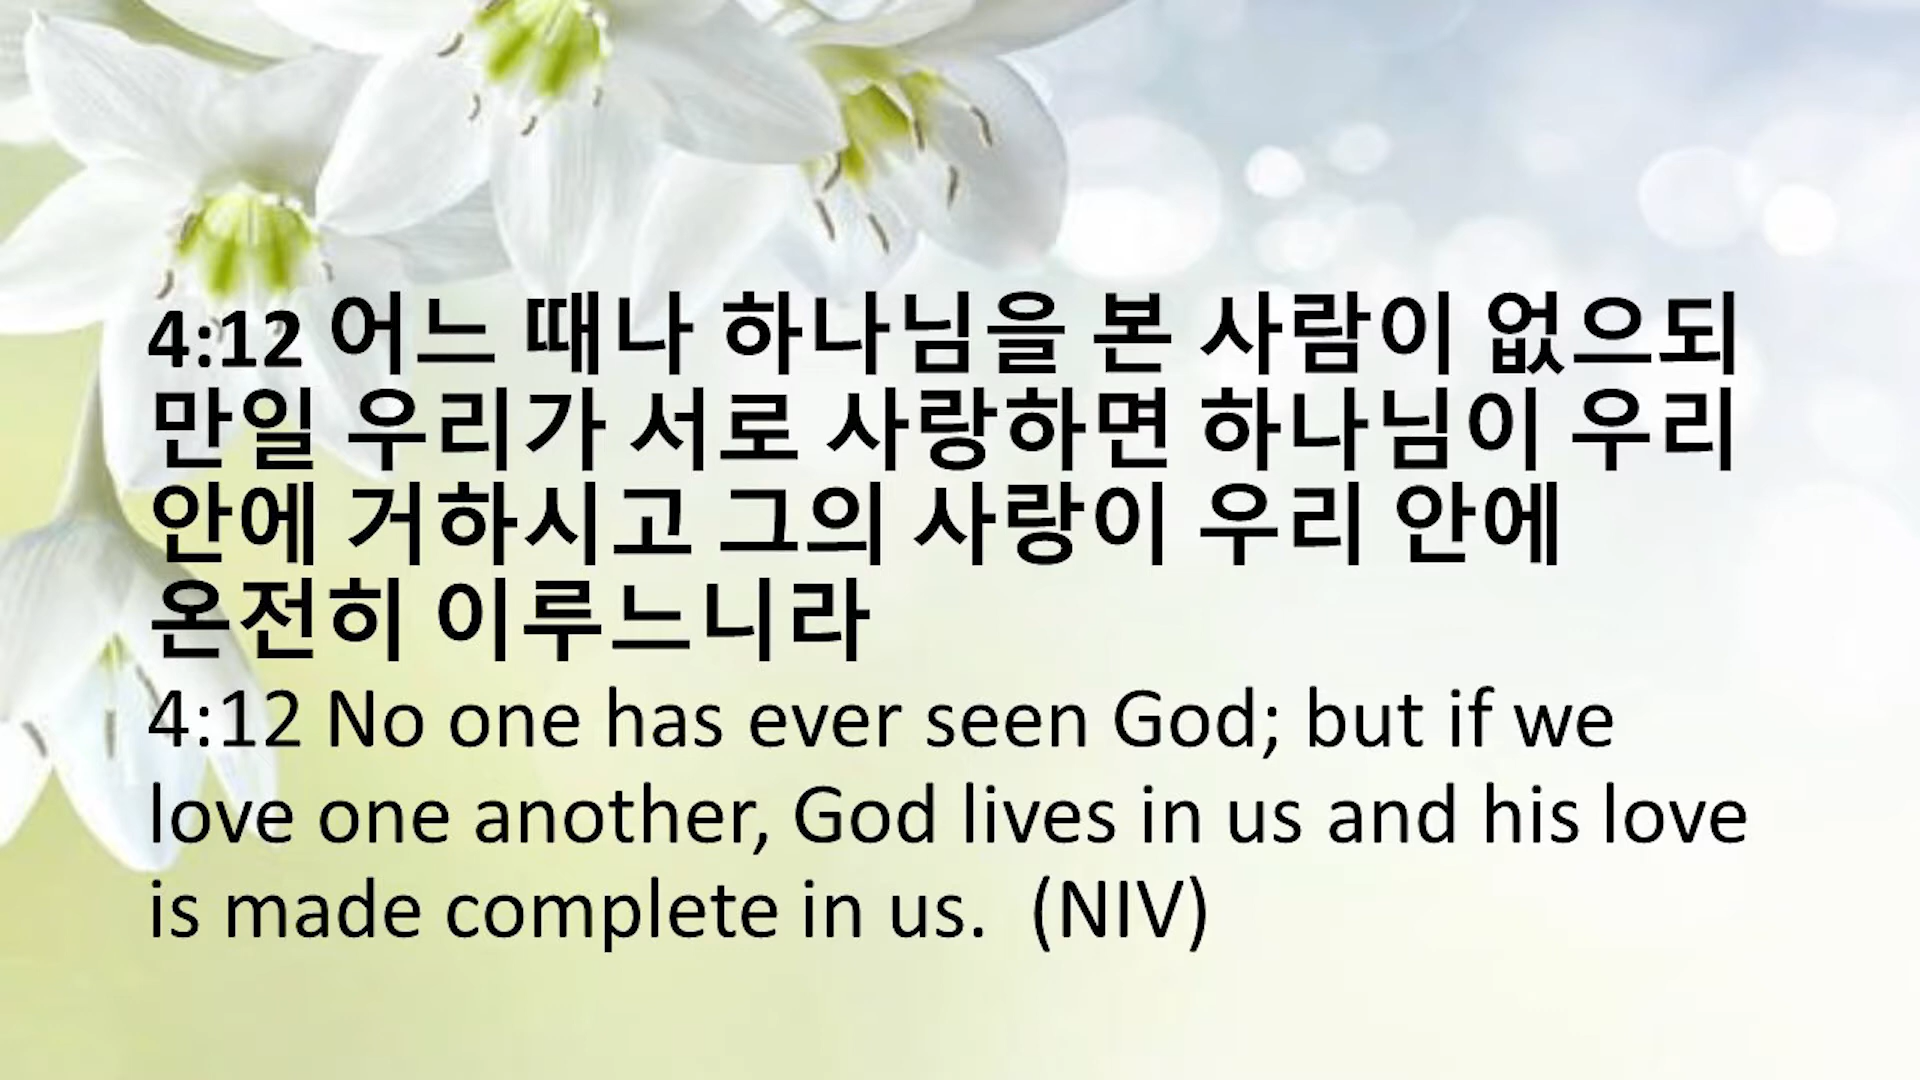 4:12 어느 때나 하나님을 본 사람이 없으되
만일 우리가 서로 사랑하면 하나님이 우리
안에 거하시고 그의 사랑이 우리 안에
온전히 이루느니라
4:12 No one has ever seen God; but if we
love one another, God lives in us and his love
is made complete in us.  (NIV)